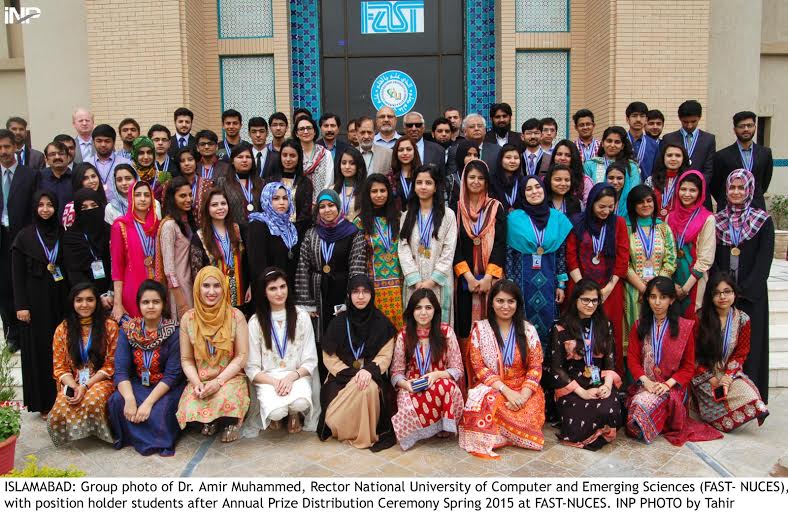 iNP
FAST
ISLAMABAD: Group photo of Dr. Amir Muhammed, Rector National University of Computer and Emerging Sciences (FAST- NUCES),
with position holder students after Annual Prize Distribution Ceremony Spring 2015 at FAST-NUCES. INP PHOTO by Tahir